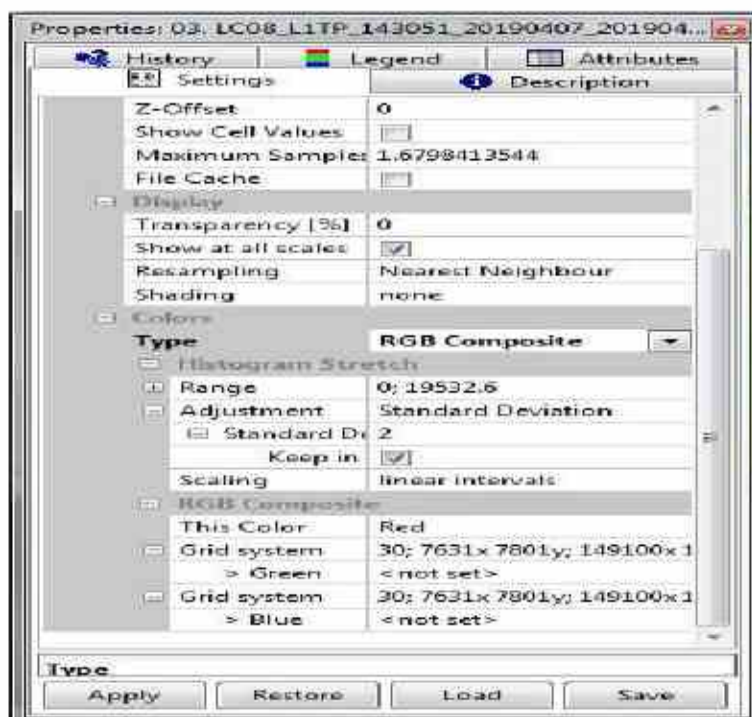 Properties: 03. LC08_L1TP_143051_20190407_201904...
History Legend Attributes
Settings Description
Z-Offset 0
Show Cell Values
Maximum Samples 1.6798413544
File Cache
Display
Transparency [%] 0
Show at all scales
Resampling Nearest Neighbour
Shading none
Colors
Type RGB Composite
Histogram Stretch
Range 0; 19532.6
Adjustment Standard Deviation
Standard De 2
Keep in
Scaling linear intervals
RGB Composite
This Color Red
Grid system 30; 7631x 7801y; 149100x 1
> Green <not set>
Grid system 30; 7631x 7801y; 149100x 1
> Blue <not set>
Type
Apply Restore Load Save